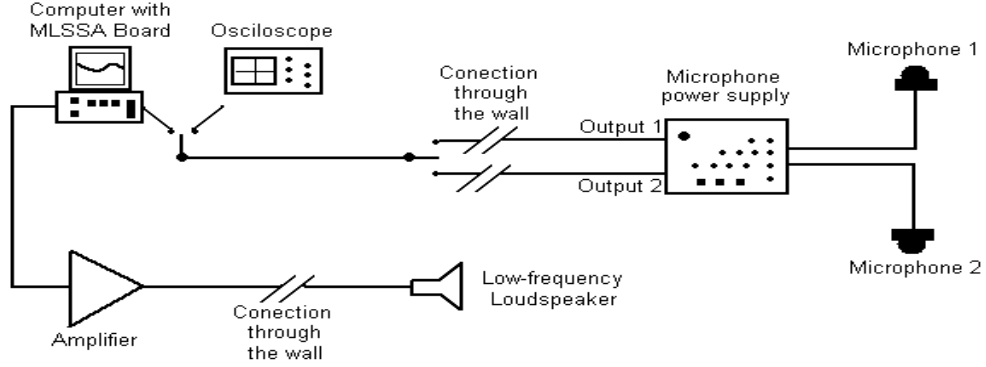 Computer with
MLSSA Board
Osciloscope
Conection
through
the wall
Microphone
power supply
Microphone 1
Output 1
Output 2
Microphone 2
Amplifier
Conection
through
the wall
Low-frequency
Loudspeaker